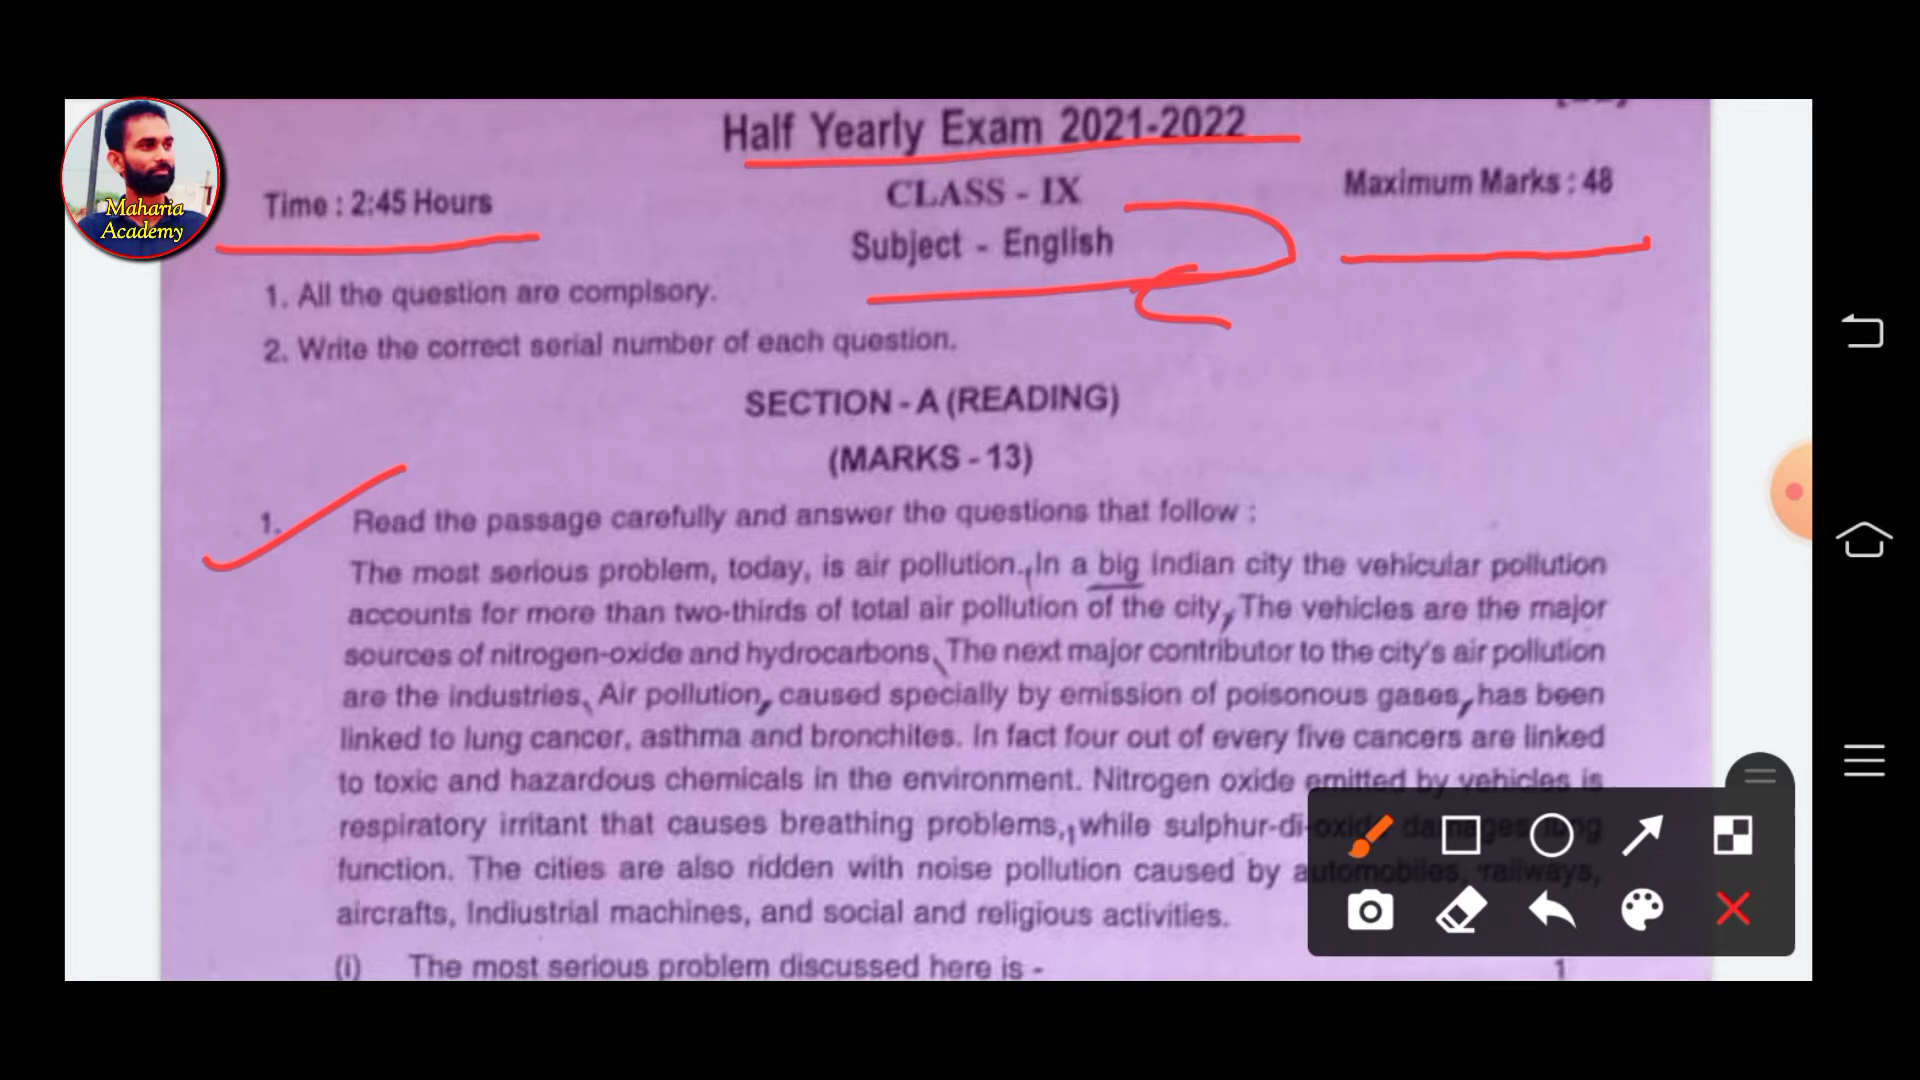 Half Yearly Exam 2021-2022
Maharia
Academy
Time : 2:45 Hours
CLASS - IX
Maximum Marks : 48
Subject - English
1. All the question are complsory.
2. Write the correct serial number of each question.
SECTION - A (READING)
(MARKS - 13)
1. Read the passage carefully and answer the questions that follow :
The most serious problem, today, is air pollution. In a big Indian city the vehicular pollution
accounts for more than two-thirds of total air pollution of the city, The vehicles are the major
sources of nitrogen-oxide and hydrocarbons, The next major contributor to the city's air pollution
are the industries, Air pollution, caused specially by emission of poisonous gases, has been
linked to lung cancer, asthma and bronchites. In fact four out of every five cancers are linked
to toxic and hazardous chemicals in the environment. Nitrogen oxide emitted by vehicles is
respiratory irritant that causes breathing problems, while sulphur-di-oxide damages lung
function. The cities are also ridden with noise pollution caused by automobiles, railways,
aircrafts, Indiustrial machines, and social and religious activities.
(i) The most serious problem discussed here is - 1